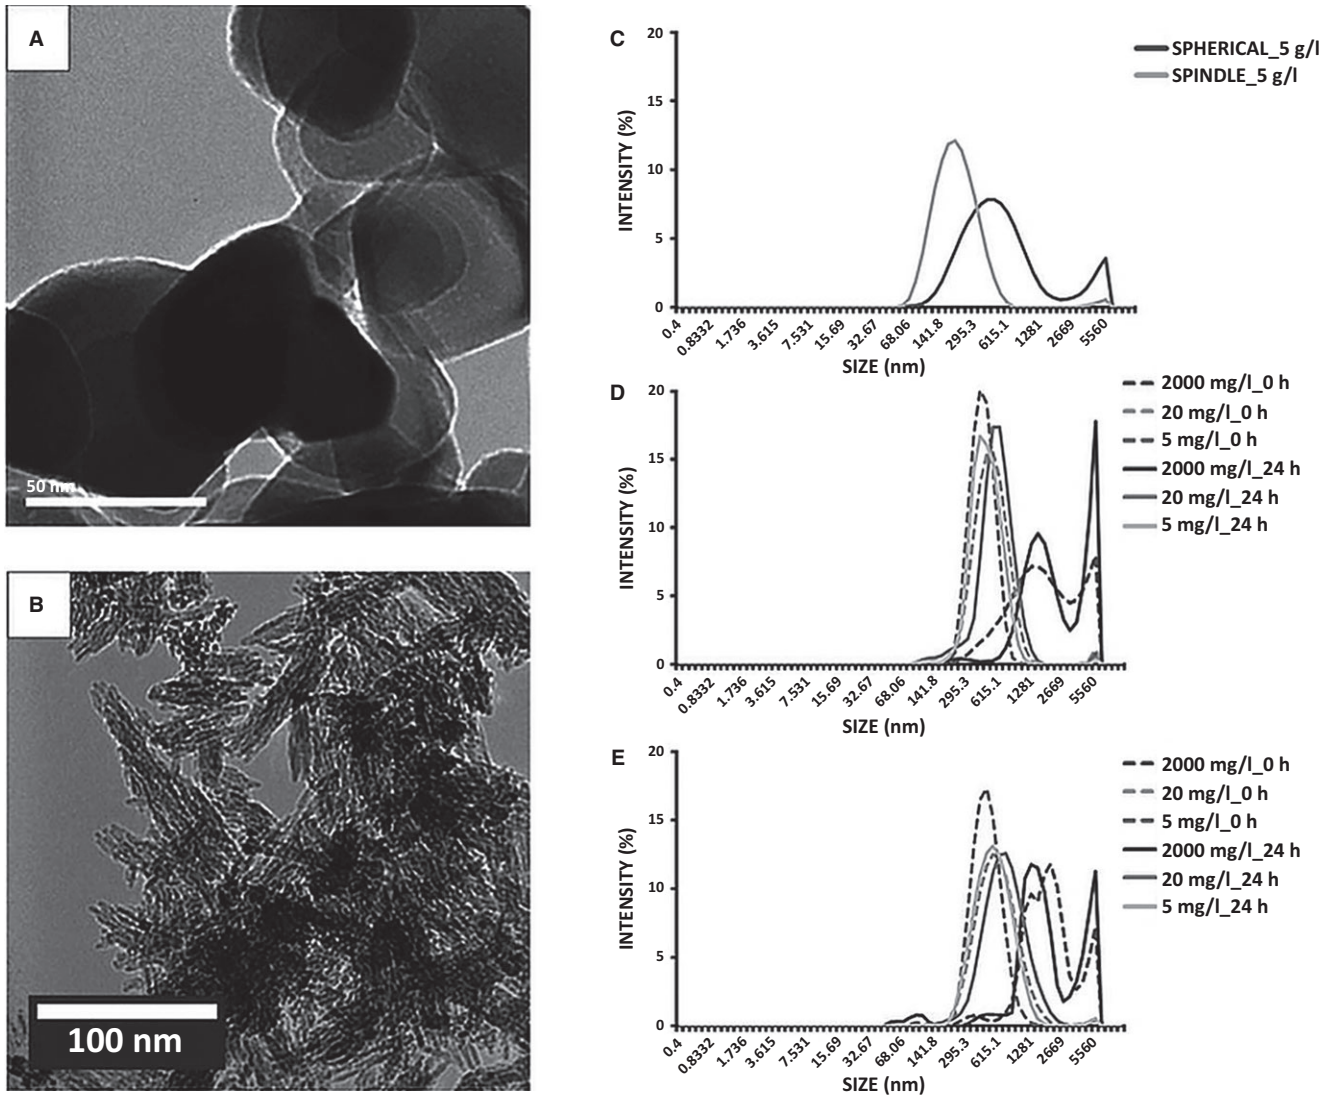 A
50 nm
B
100 nm
C
INTENSITY (%)
20
15
10
5
0
0.4
0.8332
1.736
3.615
7.531
15.69
32.67
68.06
141.8
295.3
615.1
1281
2669
5560
SIZE (nm)
SPHERICAL_5 g/l
SPINDLE_5 g/l
D
INTENSITY (%)
20
15
10
5
0
0.4
0.8332
1.736
3.615
7.531
15.69
32.67
68.06
141.8
295.3
615.1
1281
2669
5560
SIZE (nm)
2000 mg/l_0 h
20 mg/l_0 h
5 mg/l_0 h
2000 mg/l_24 h
20 mg/l_24 h
5 mg/l_24 h
E
INTENSITY (%)
20
15
10
5
0
0.4
0.8332
1.736
3.615
7.531
15.69
32.67
68.06
141.8
295.3
615.1
1281
2669
5560
SIZE (nm)
2000 mg/l_0 h
20 mg/l_0 h
5 mg/l_0 h
2000 mg/l_24 h
20 mg/l_24 h
5 mg/l_24 h